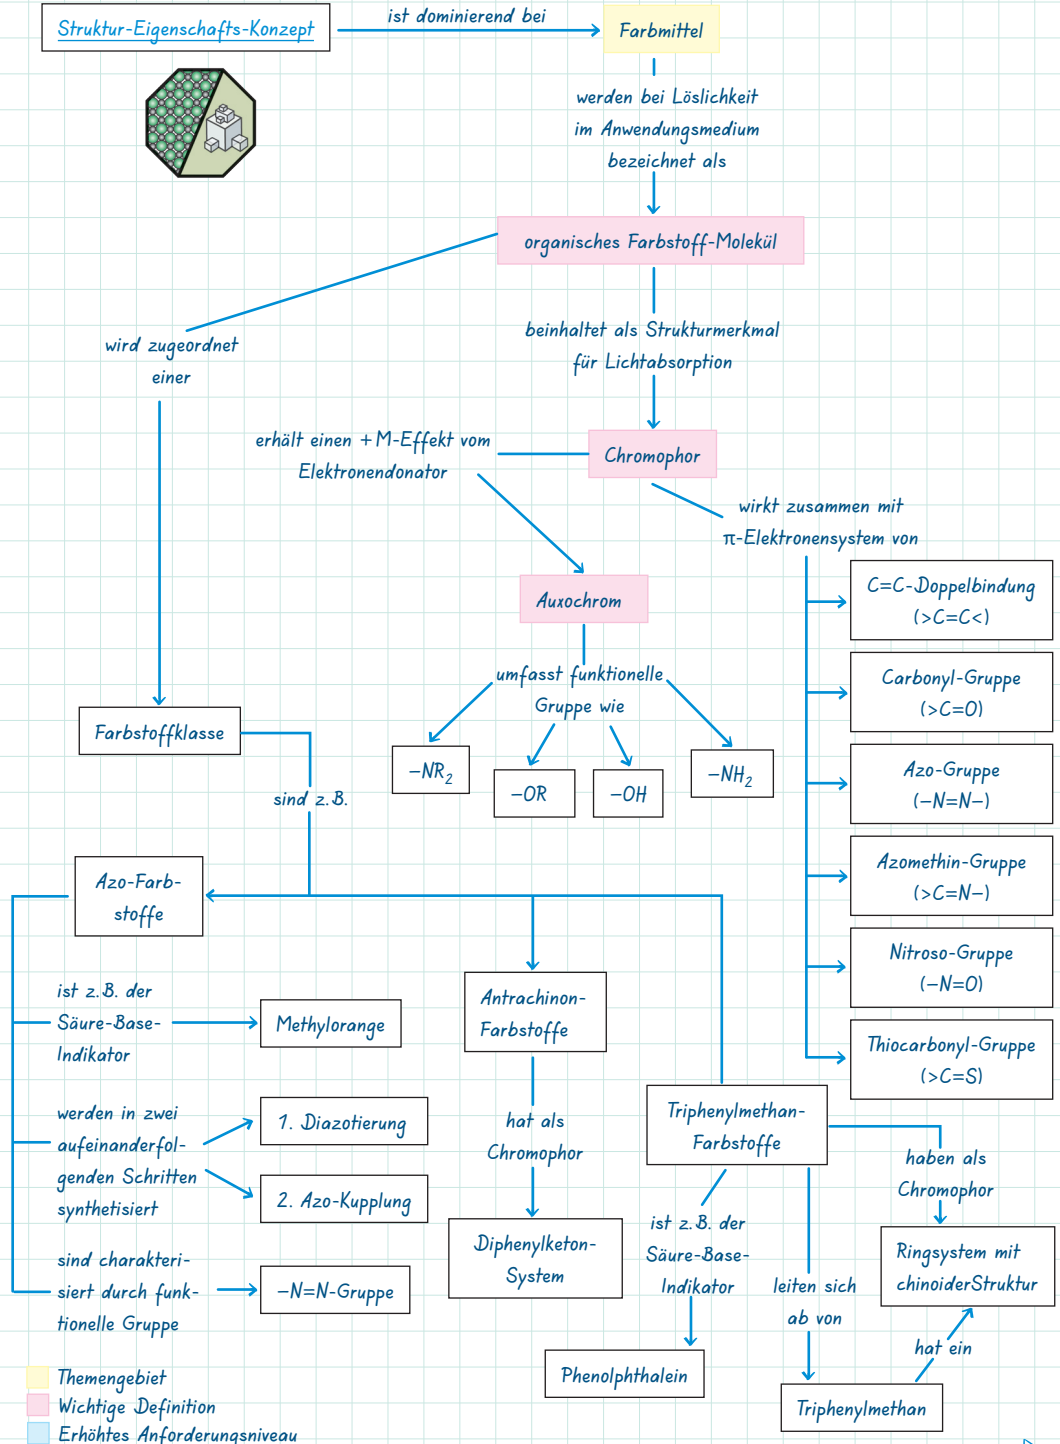 Struktur-Eigenschafts-Konzept
ist dominierend bei
Farbmittel
werden bei Löslichkeit
im Anwendungsmedium
bezeichnet als
organisches Farbstoff-Molekül
wird zugeordnet
einer
beinhaltet als Strukturmerkmal
für Lichtabsorption
erhält einen +M-Effekt vom
Elektronendonator
Chromophor
wirkt zusammen mit
π-Elektronensystem von
Auxochrom
C=C-Doppelbindung
(>C=C<)
umfasst funktionelle
Gruppe wie
Carbonyl-Gruppe
(>C=O)
Farbstoffklasse
–NR₂
–OR
–OH
–NH₂
Azo-Gruppe
(–N=N–)
sind z.B.
Azomethin-Gruppe
(>C=N–)
Nitroso-Gruppe
(–N=O)
Thiocarbonyl-Gruppe
(>C=S)
Azo-Farb-
stoffe
ist z.B. der
Säure-Base-
Indikator
Methylorange
werden in zwei
aufeinanderfol-
genden Schritten
synthetisiert
1. Diazotierung
2. Azo-Kupplung
sind charakteri-
siert durch funk-
tionelle Gruppe
–N=N-Gruppe
Antrachinon-
Farbstoffe
hat als
Chromophor
Diphenylketon-
System
Triphenylmethan-
Farbstoffe
haben als
Chromophor
ist z.B. der
Säure-Base-
Indikator
Phenolphthalein
leiten sich
ab von
Ringsystem mit
chinoiderStruktur
hat ein
Triphenylmethan
Themengebiet
Wichtige Definition
Erhöhtes Anforderungsniveau